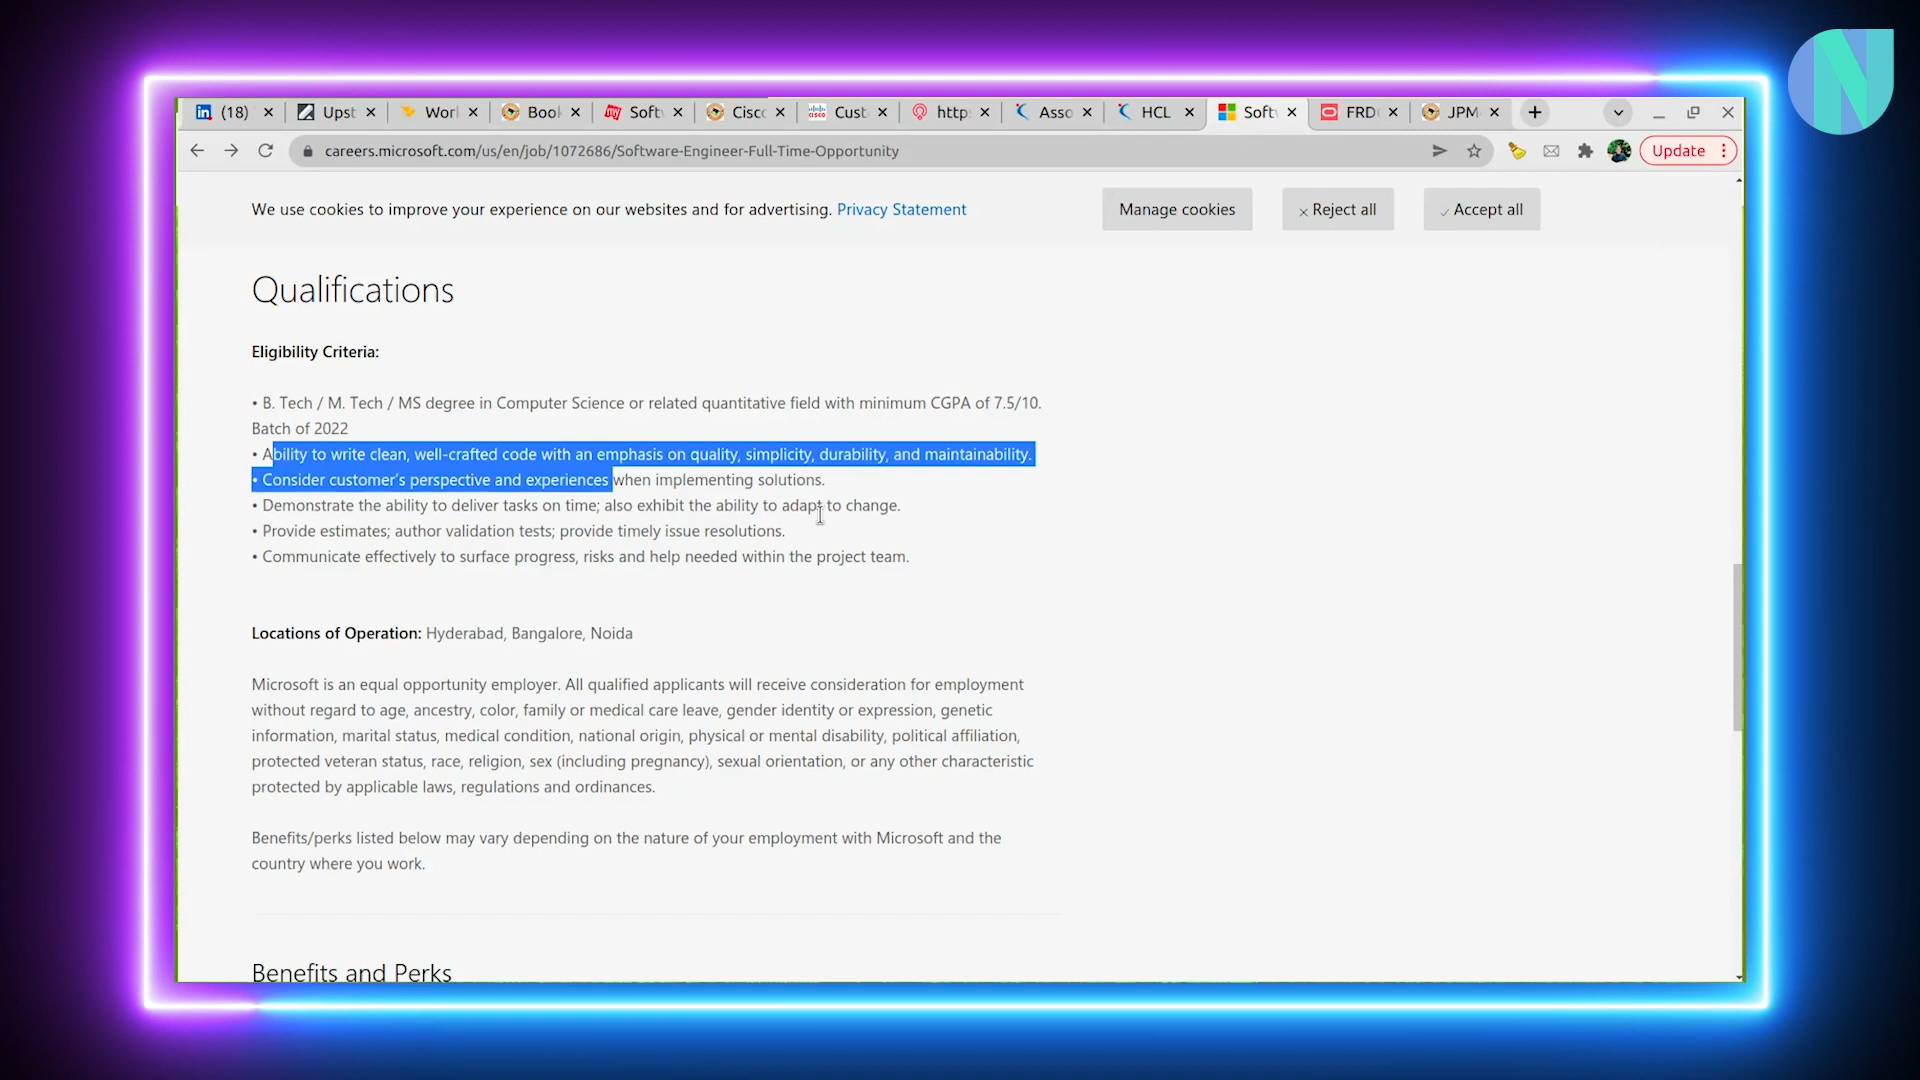 (18) Upst Worl Bool Softv Cisc Cust http Asso HCL Softv FRD JPM
careers.microsoft.com/us/en/job/1072686/Software-Engineer-Full-Time-Opportunity Update
We use cookies to improve your experience on our websites and for advertising. Privacy Statement Manage cookies Reject all Accept all
Qualifications
Eligibility Criteria:
• B. Tech / M. Tech / MS degree in Computer Science or related quantitative field with minimum CGPA of 7.5/10.
Batch of 2022
• Ability to write clean, well-crafted code with an emphasis on quality, simplicity, durability, and maintainability.
• Consider customer’s perspective and experiences when implementing solutions.
• Demonstrate the ability to deliver tasks on time; also exhibit the ability to adapt to change.
• Provide estimates; author validation tests; provide timely issue resolutions.
• Communicate effectively to surface progress, risks and help needed within the project team.
Locations of Operation: Hyderabad, Bangalore, Noida
Microsoft is an equal opportunity employer. All qualified applicants will receive consideration for employment
without regard to age, ancestry, color, family or medical care leave, gender identity or expression, genetic
information, marital status, medical condition, national origin, physical or mental disability, political affiliation,
protected veteran status, race, religion, sex (including pregnancy), sexual orientation, or any other characteristic
protected by applicable laws, regulations and ordinances.
Benefits/perks listed below may vary depending on the nature of your employment with Microsoft and the
country where you work.
Benefits and Perks